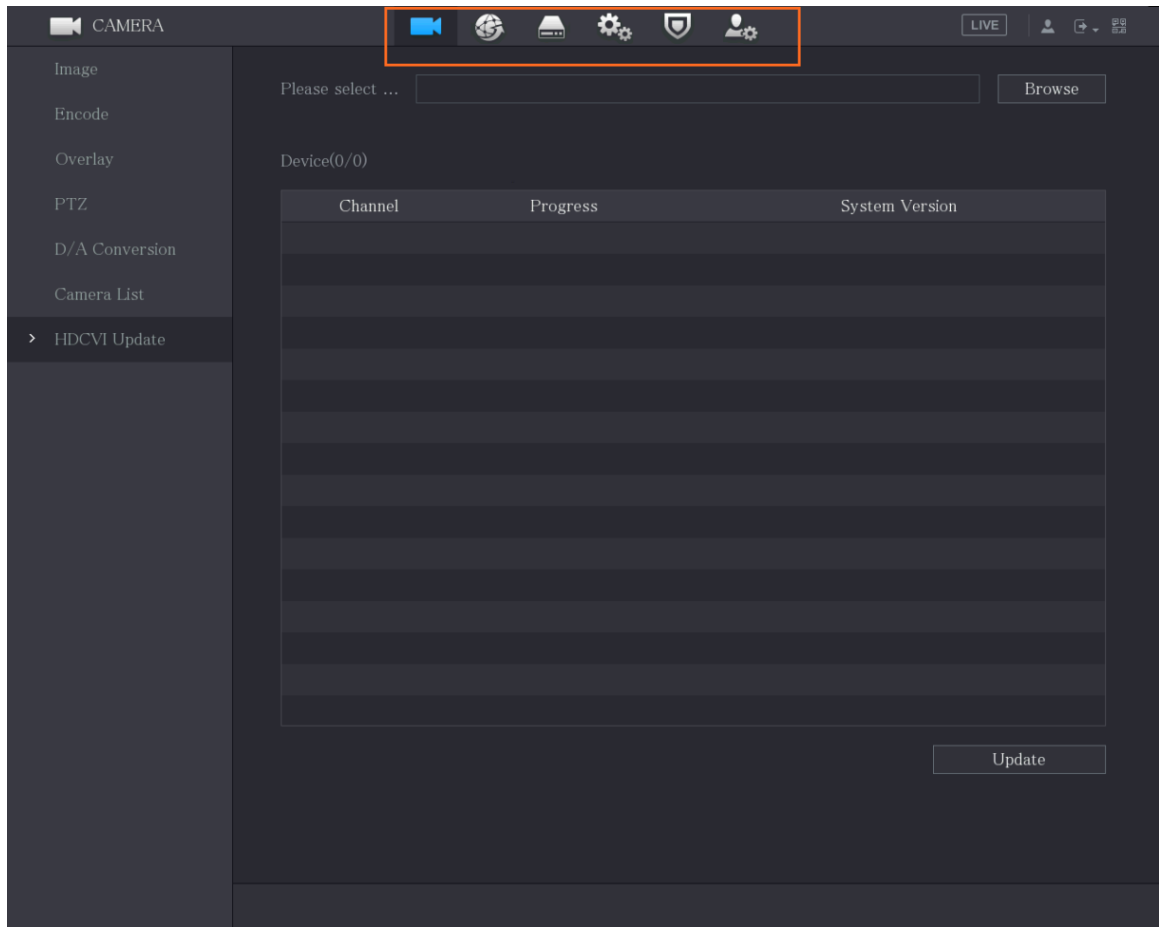 CAMERA
LIVE
Image
Encode
Overlay
PTZ
D/A Conversion
Camera List
HDCVI Update
Please select ...
Browse
Device(0/0)
Channel Progress System Version
Update